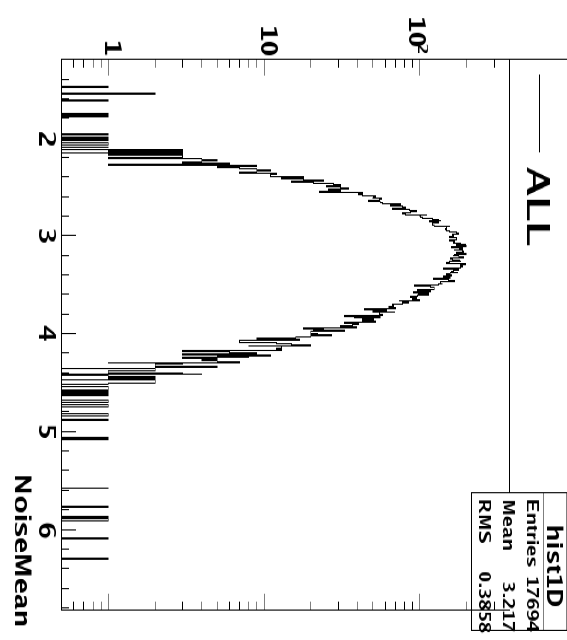 ALL
hist1D
Entries 17694
Mean 3.217
RMS 0.3858
10²
10
1
2
3
4
5
6
NoiseMean